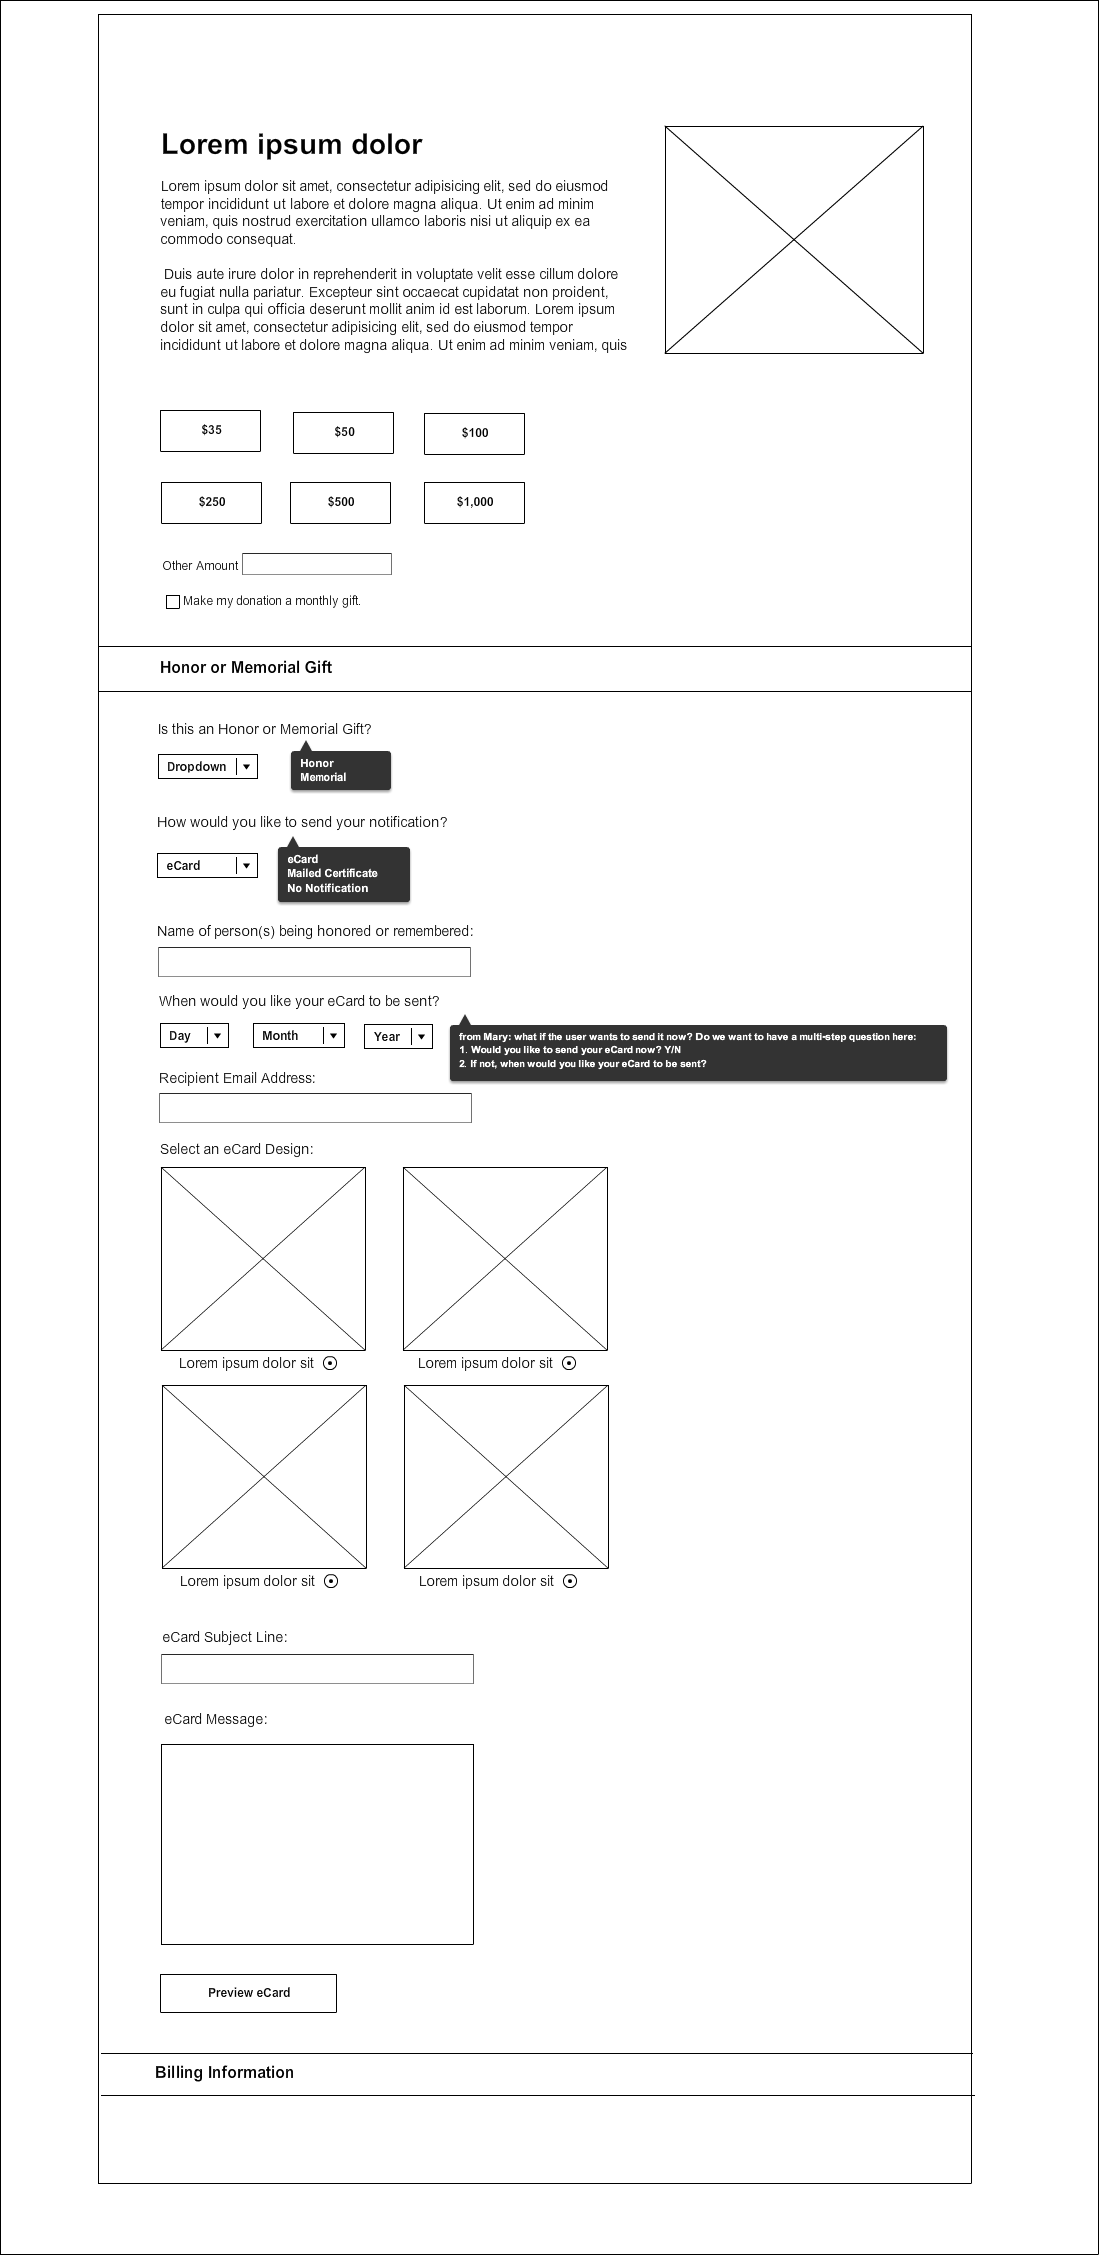 Lorem ipsum dolor
Lorem ipsum dolor sit amet, consectetur adipisicing elit, sed do eiusmod
tempor incididunt ut labore et dolore magna aliqua. Ut enim ad minim
veniam, quis nostrud exercitation ullamco laboris nisi ut aliquip ex ea
commodo consequat.
Duis aute irure dolor in reprehenderit in voluptate velit esse cillum dolore
eu fugiat nulla pariatur. Excepteur sint occaecat cupidatat non proident,
sunt in culpa qui officia deserunt mollit anim id est laborum. Lorem ipsum
dolor sit amet, consectetur adipisicing elit, sed do eiusmod tempor
incididunt ut labore et dolore magna aliqua. Ut enim ad minim veniam, quis
$35 $50 $100
$250 $500 $1,000
Other Amount
Make my donation a monthly gift.
Honor or Memorial Gift
Is this an Honor or Memorial Gift?
Dropdown
Honor
Memorial
How would you like to send your notification?
eCard
eCard
Mailed Certificate
No Notification
Name of person(s) being honored or remembered:
When would you like your eCard to be sent?
Day Month Year
from Mary: what if the user wants to send it now? Do we want to have a multi-step question here:
1. Would you like to send your eCard now? Y/N
2. If not, when would you like your eCard to be sent?
Recipient Email Address:
Select an eCard Design:
Lorem ipsum dolor sit Lorem ipsum dolor sit
Lorem ipsum dolor sit Lorem ipsum dolor sit
eCard Subject Line:
eCard Message:
Preview eCard
Billing Information